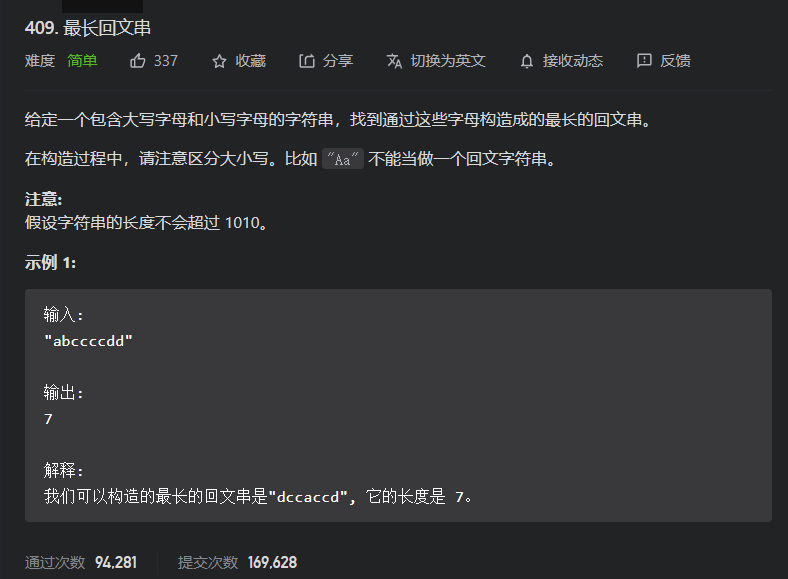 409. 最长回文串
难度 简单 337 收藏 分享 切换为英文 接收动态 反馈
给定一个包含大写字母和小写字母的字符串，找到通过这些字母构造成的最长的回文串。
在构造过程中，请注意区分大小写。比如 "Aa" 不能当做一个回文字符串。
注意:
假设字符串的长度不会超过 1010。
示例 1:
输入:
"abccccdd"
输出:
7
解释:
我们可以构造的最长的回文串是"dccaccd", 它的长度是 7。
通过次数 94,281 提交次数 169,628